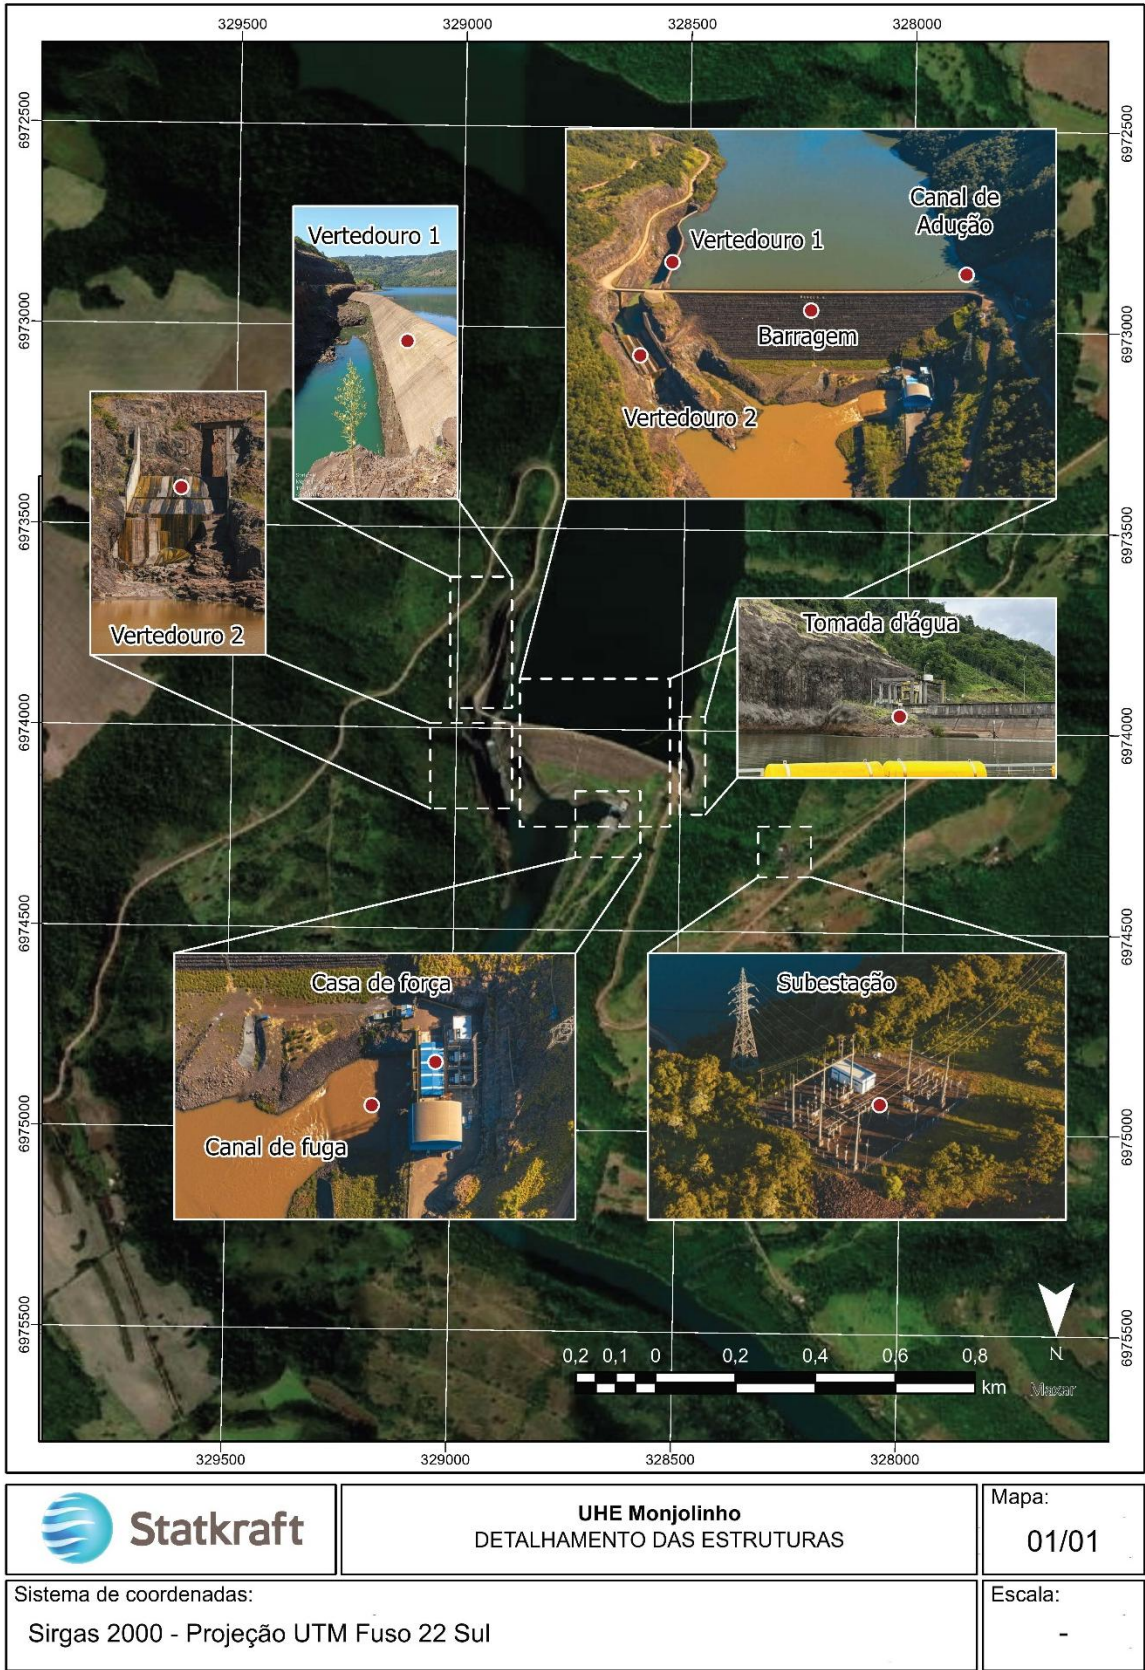 329500
329000
328500
328000
6972500
6972500
Canal de
Adução
Vertedouro 1
Vertedouro 1
6973000
6973000
Barragem
Vertedouro 2
6973500
6973500
Tomada d'água
Vertedouro 2
6974000
6974000
6974500
6974500
Casa de força
Subestação
6975000
6975000
Canal de fuga
6975500
6975500
0,2 0,1 0 0,2 0,4 0,6 0,8
km
N
Maxar
329500
329000
328500
328000
Statkraft
UHE Monjolinho
DETALHAMENTO DAS ESTRUTURAS
Mapa:
01/01
Sistema de coordenadas:
Sirgas 2000 - Projeção UTM Fuso 22 Sul
Escala:
-